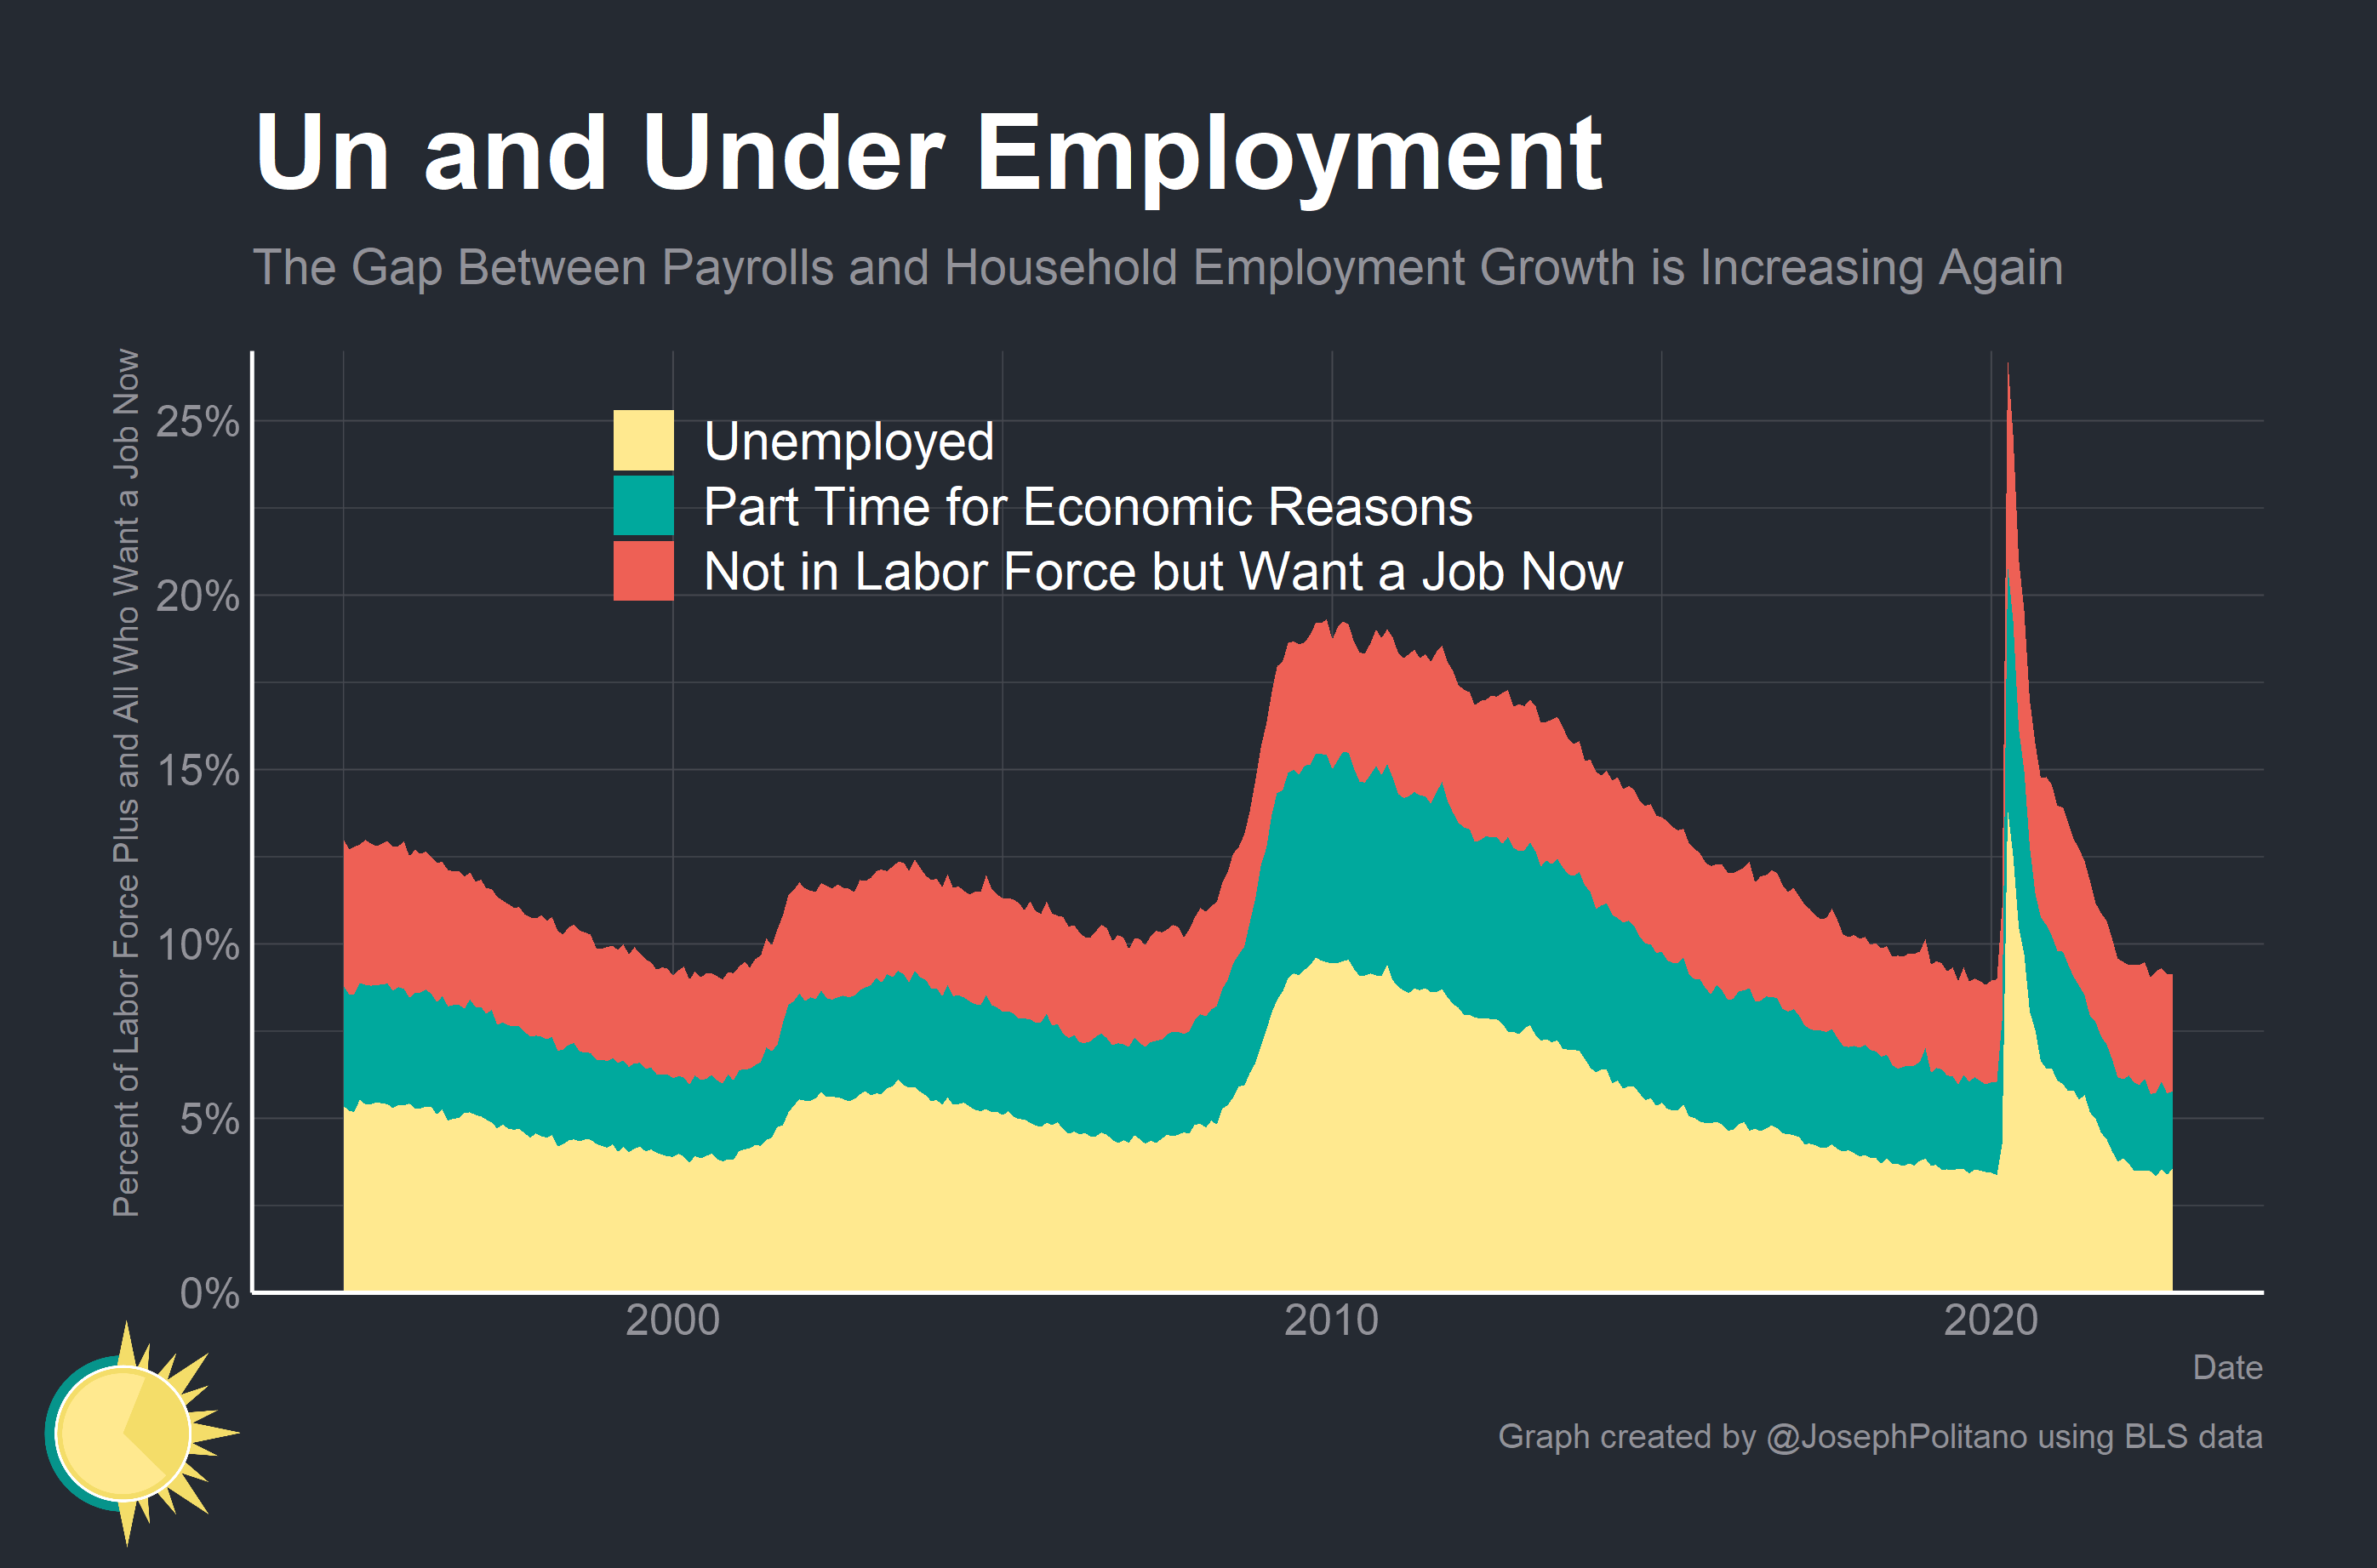 Un and Under Employment
The Gap Between Payrolls and Household Employment Growth is Increasing Again
Percent of Labor Force Plus and All Who Want a Job Now
25%
20%
15%
10%
5%
0%
Unemployed
Part Time for Economic Reasons
Not in Labor Force but Want a Job Now
2000
2010
2020
Date
Graph created by @JosephPolitano using BLS data